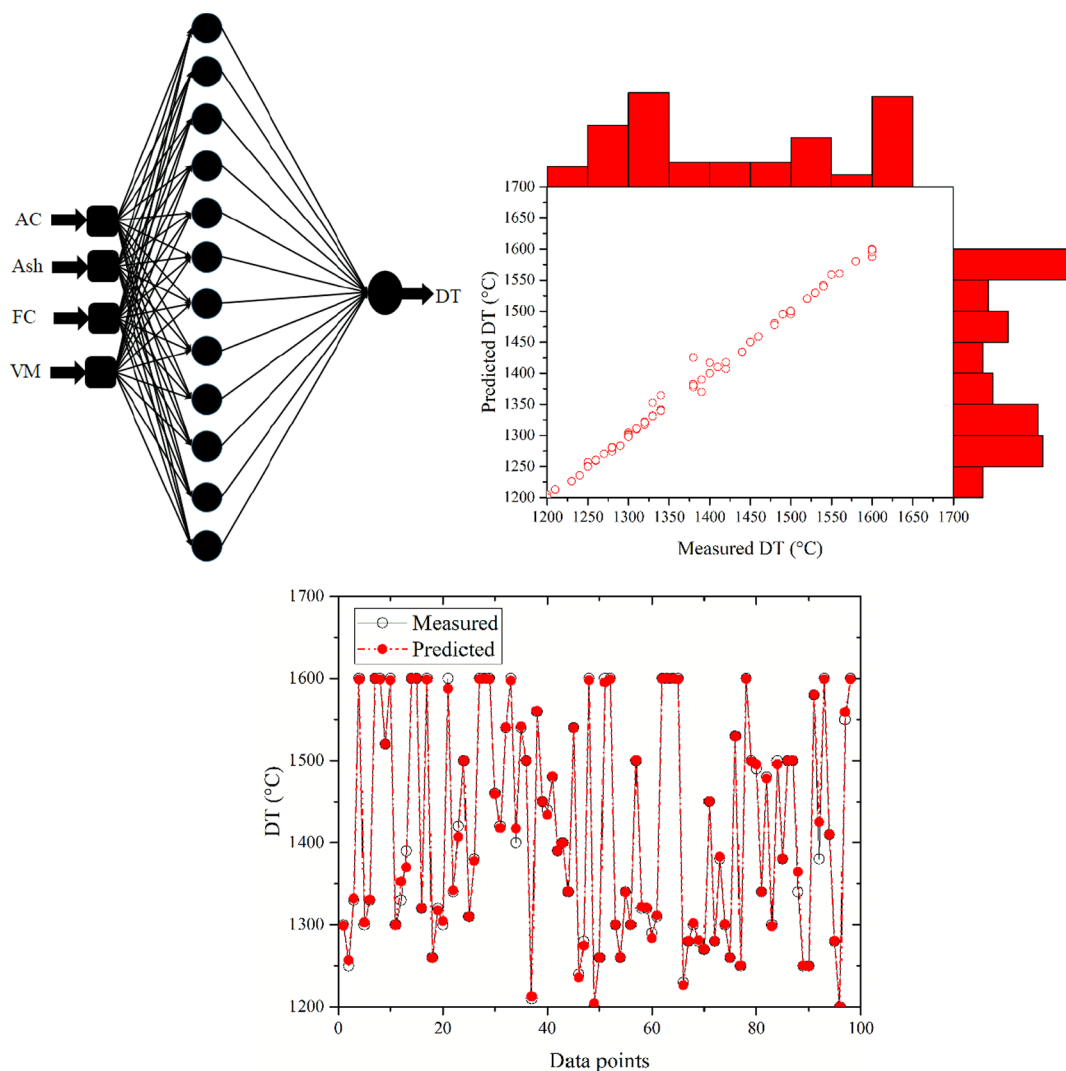 AC
Ash
FC
VM
DT
1700
1650
1600
1550
1500
1450
1400
1350
1300
1250
1200
Predicted DT (°C)
1200 1250 1300 1350 1400 1450 1500 1550 1600 1650 1700
Measured DT (°C)
Measured
Predicted
1700
1600
1500
1400
1300
1200
DT (°C)
0 20 40 60 80 100
Data points